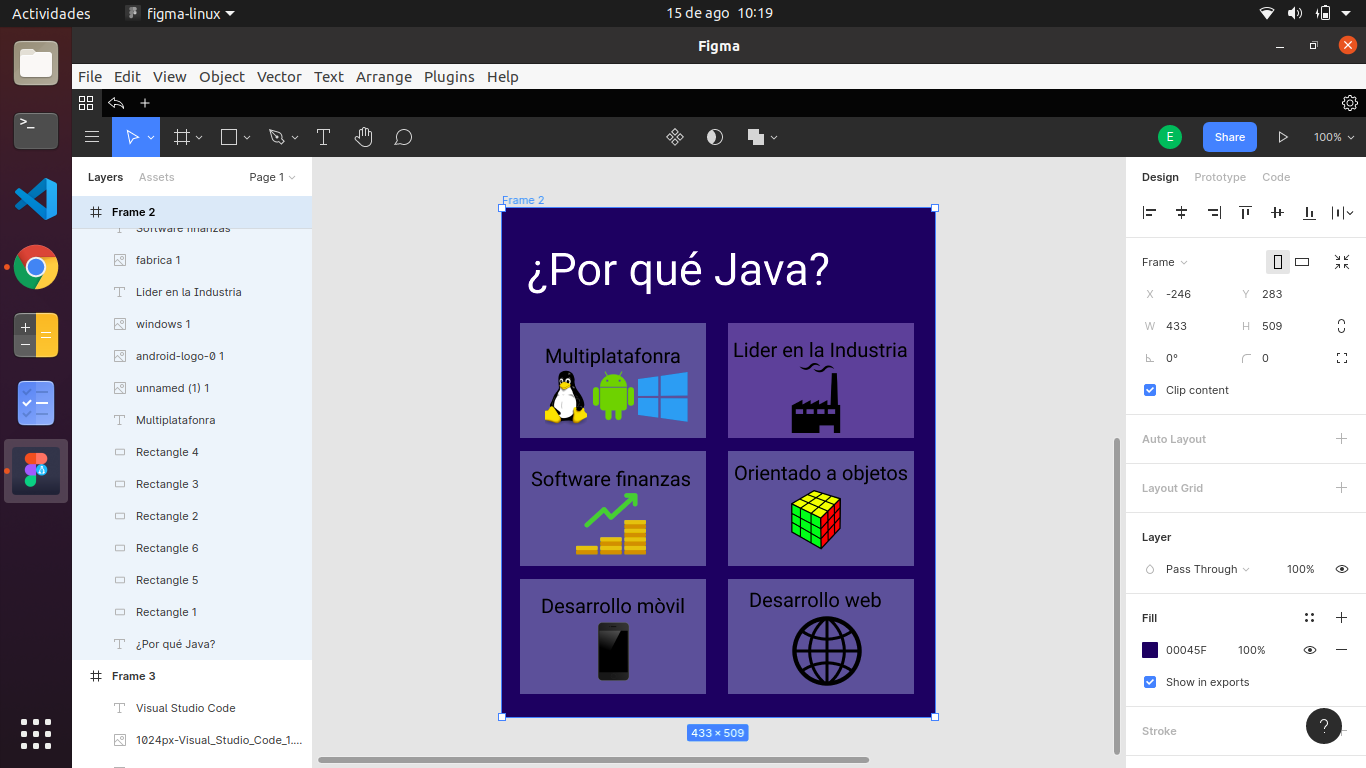 Actividades
figma-linux
15 de ago 10:19
Figma
File Edit View Object Vector Text Arrange Plugins Help
E
Share
100%
Layers
Assets
Page 1
Frame 2
Software finanzas
fabrica 1
Lider en la Industria
windows 1
android-logo-0 1
unnamed (1) 1
Multiplatafonra
Rectangle 4
Rectangle 3
Rectangle 2
Rectangle 6
Rectangle 5
Rectangle 1
¿Por qué Java?
Frame 3
Visual Studio Code
1024px-Visual_Studio_Code_1....
Frame 2
¿Por qué Java?
Multiplatafonra
Lider en la Industria
Software finanzas
Orientado a objetos
Desarrollo mòvil
Desarrollo web
433 × 509
Design
Prototype
Code
Frame
X -246 Y 283
W 433 H 509
0° 0
Clip content
Auto Layout
Layout Grid
Layer
Pass Through 100%
Fill
00045F 100%
Show in exports
Stroke
?
>_